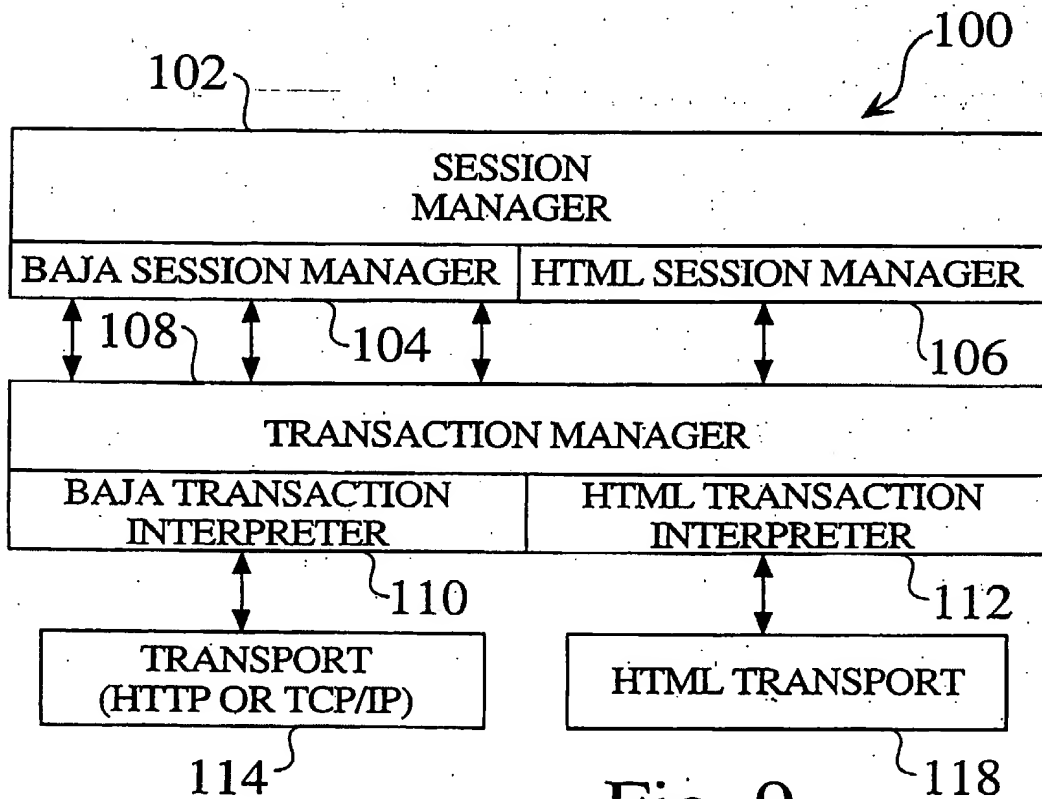 100
102
SESSION
MANAGER
BAJA SESSION MANAGER
HTML SESSION MANAGER
108
104
106
TRANSACTION MANAGER
BAJA TRANSACTION
INTERPRETER
HTML TRANSACTION
INTERPRETER
110
112
TRANSPORT
(HTTP OR TCP/IP)
HTML TRANSPORT
114
118